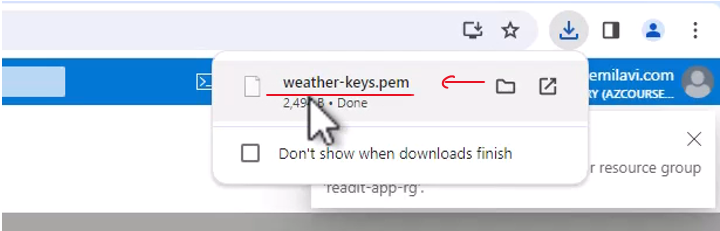 emilavi.com
RY (AZCOURSE...
weather-keys.pem
2,49 B • Done
Don't show when downloads finish
r resource group
'readit-app-rg'.